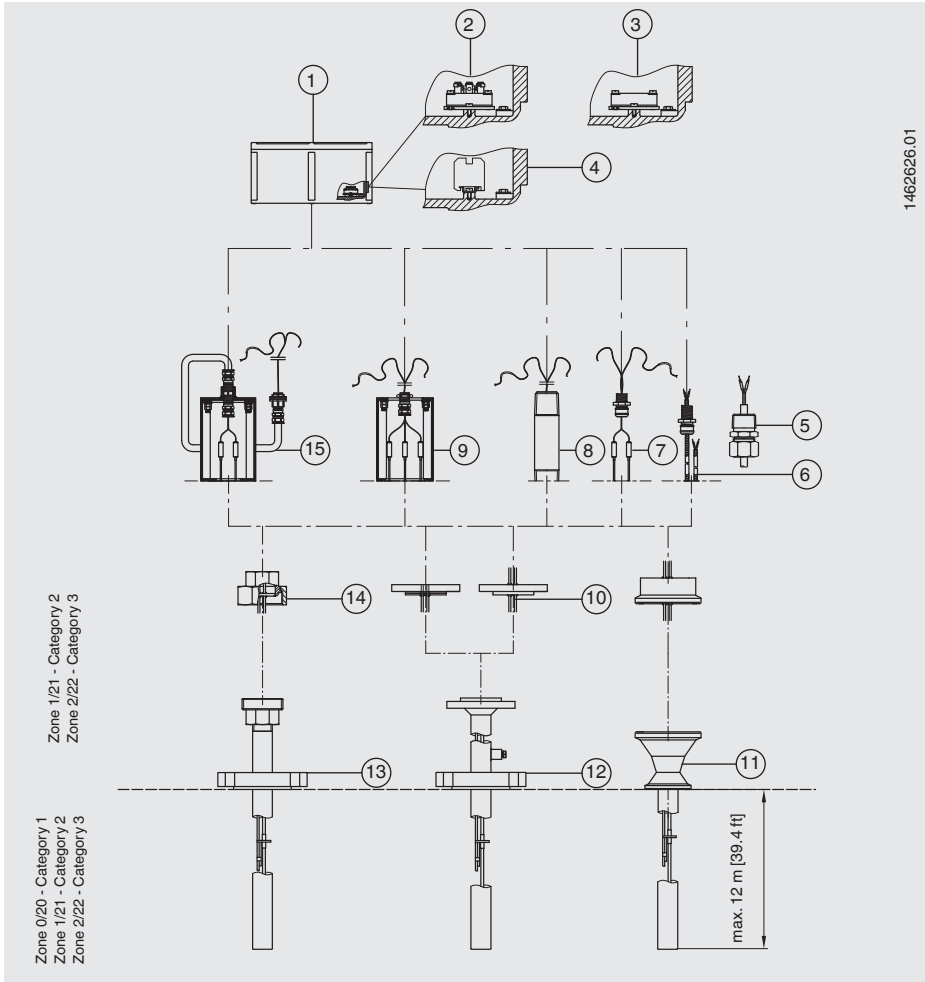 2
3
1
4
1462626.01
15
9
8
7
5
6
14
10
Zone 1/21 - Category 2
Zone 2/22 - Category 3
13
12
11
Zone 0/20 - Category 1
Zone 1/21 - Category 2
Zone 2/22 - Category 3
max. 12 m [39.4 ft]